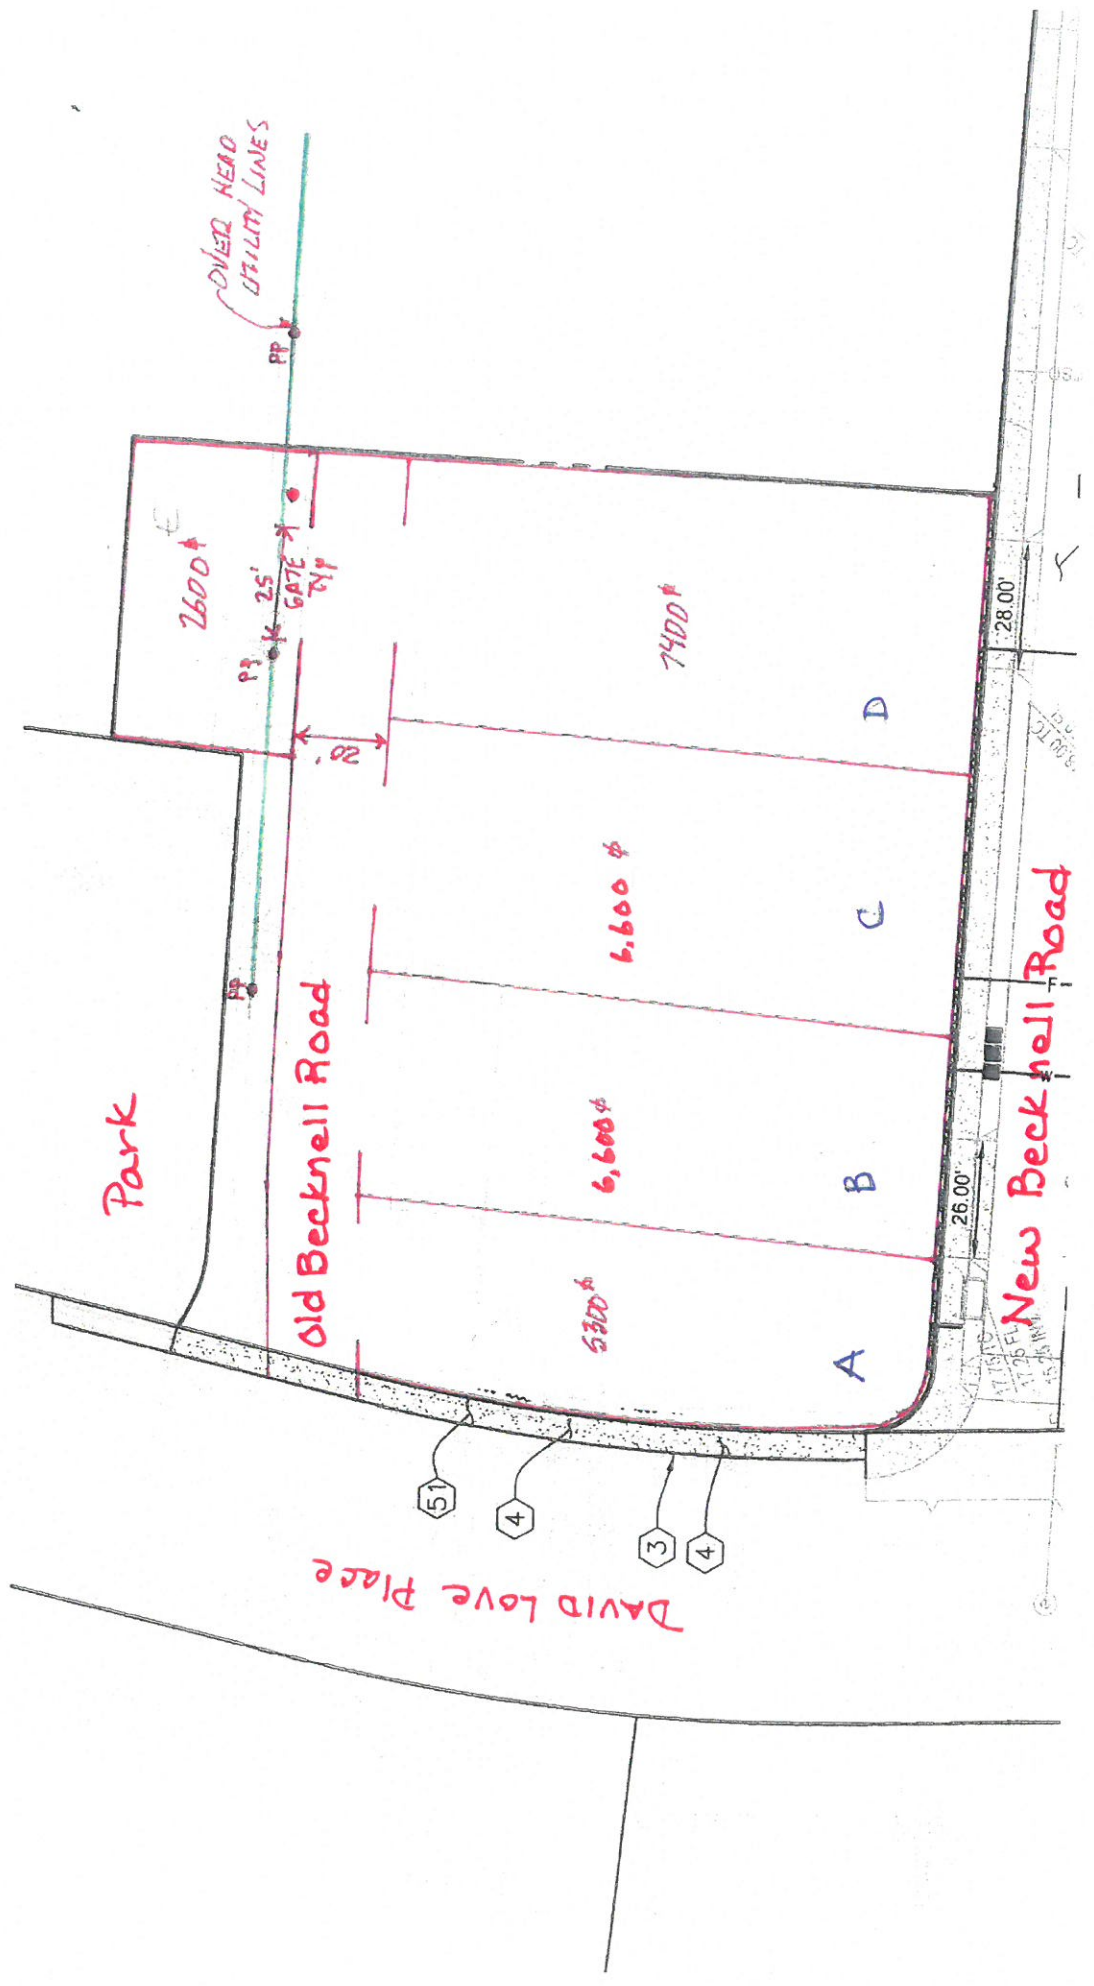 OVER HEAD
UTILITY LINES
PP
2600 E
25'
GATE
Typ
PP
Park
PP
Old Becknell Road
5300
6,600
6.600
7400
A
B
C
D
51
4
3
4
DAVID LOVE Place
26.00'
28.00'
New Becknell Road